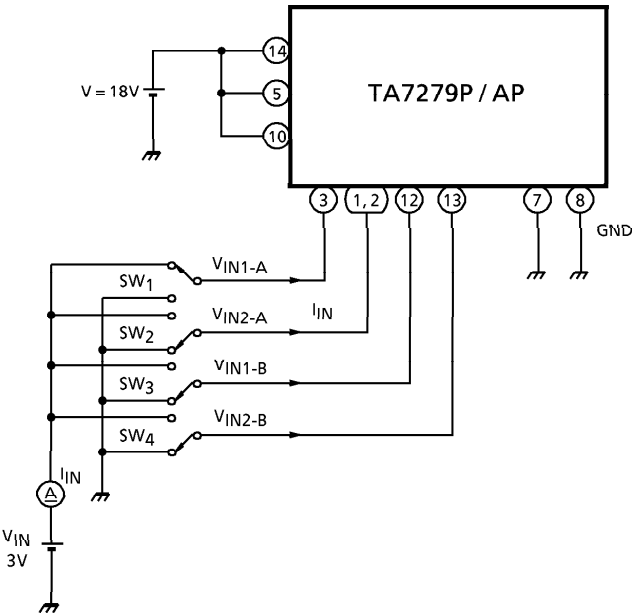 14
V = 18V
5
TA7279P / AP
10
3
1, 2
12
13
7
8
GND
VIN1-A
SW1
VIN2-A
IIN
SW2
VIN1-B
SW3
VIN2-B
SW4
IIN
A
VIN
3V